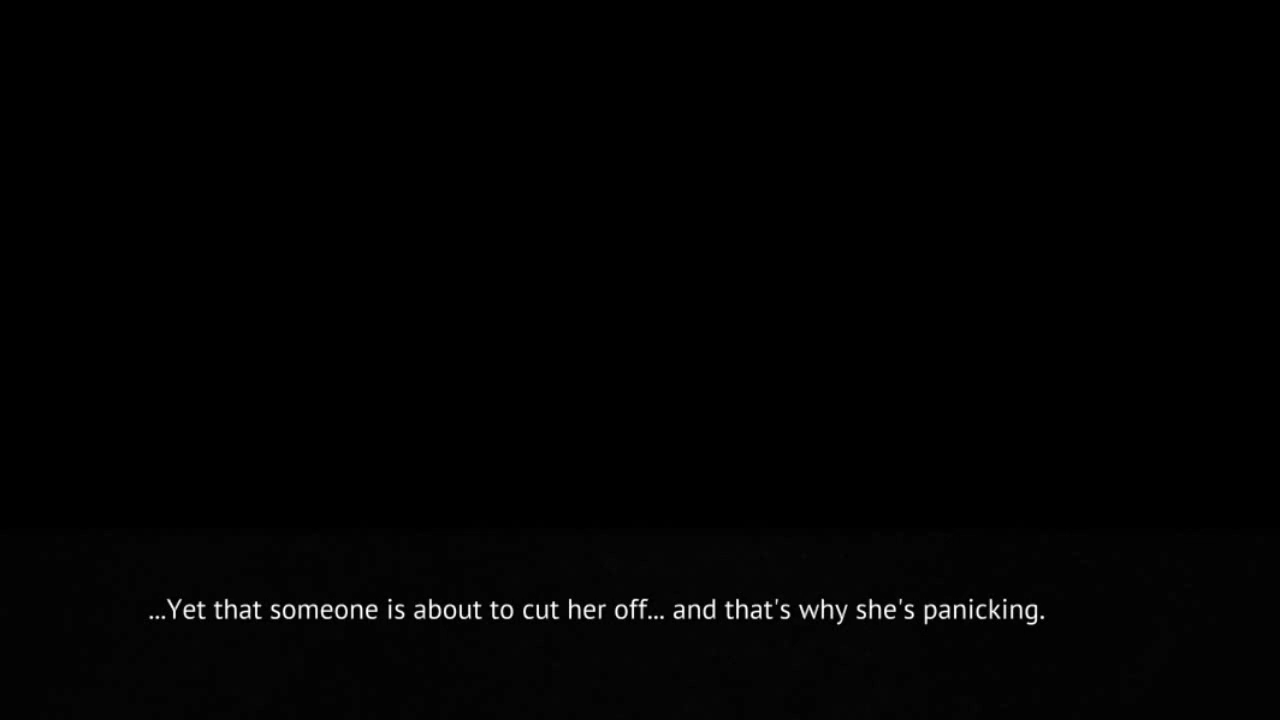 ...Yet that someone is about to cut her off... and that's why she's panicking.